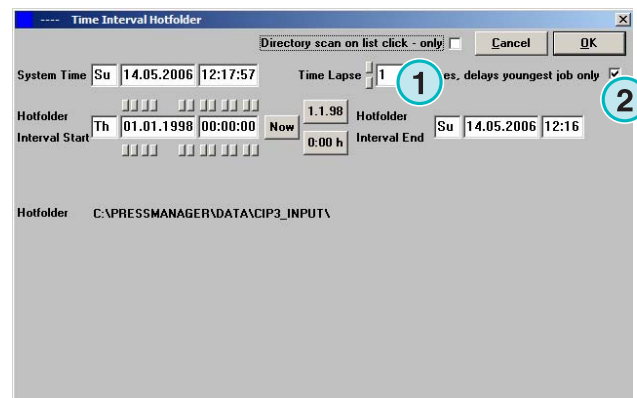 ---- Time Interval Hotfolder
Directory scan on list click - only Cancel OK
System Time Su 14.05.2006 12:17:57 Time Lapse 1 es, delays youngest job only
1
2
Hotfolder Interval Start Th 01.01.1998 00:00:00 Now 1.1.98 0:00 h Hotfolder Interval End Su 14.05.2006 12:16
Hotfolder C:\PRESSMANAGER\DATA\CIP3_INPUT\